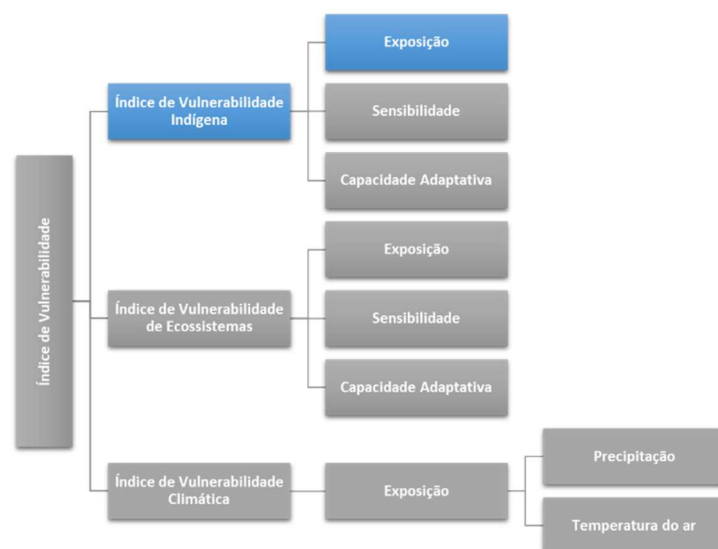 Índice de Vulnerabilidade
Índice de Vulnerabilidade
Indígena
Exposição
Sensibilidade
Capacidade Adaptativa
Índice de Vulnerabilidade
de Ecossistemas
Exposição
Sensibilidade
Capacidade Adaptativa
Índice de Vulnerabilidade
Climática
Exposição
Precipitação
Temperatura do ar